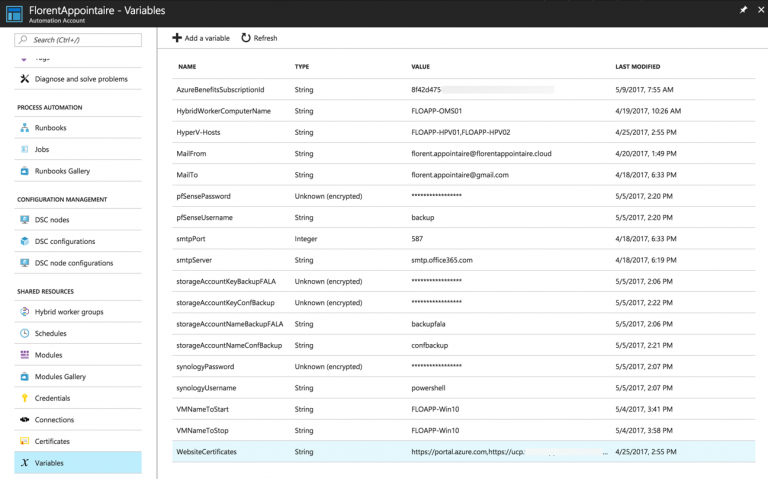 FlorentAppointaire - Variables
Automation Account
Search (Ctrl+/)
Diagnose and solve problems
PROCESS AUTOMATION
Runbooks
Jobs
Runbooks Gallery
CONFIGURATION MANAGEMENT
DSC nodes
DSC configurations
DSC node configurations
SHARED RESOURCES
Hybrid worker groups
Schedules
Modules
Modules Gallery
Credentials
Connections
Certificates
Variables
Add a variable Refresh
NAME TYPE VALUE LAST MODIFIED
AzureBenefitsSubscriptionId String 8f42d475 5/9/2017, 7:55 AM
HybridWorkerComputerName String FLOAPP-OMS01 4/19/2017, 10:26 AM
HyperV-Hosts String FLOAPP-HPV01,FLOAPP-HPV02 4/25/2017, 2:55 PM
MailFrom String florent.appointaire@florentappointaire.cloud 4/20/2017, 1:49 PM
MailTo String florent.appointaire@gmail.com 4/18/2017, 6:33 PM
pfSensePassword Unknown (encrypted) **************** 5/5/2017, 2:20 PM
pfSenseUsername String backup 5/5/2017, 2:20 PM
smtpPort Integer 587 4/18/2017, 6:33 PM
smtpServer String smtp.office365.com 4/18/2017, 6:19 PM
storageAccountKeyBackupFALA Unknown (encrypted) **************** 5/5/2017, 2:06 PM
storageAccountKeyConfBackup Unknown (encrypted) **************** 5/5/2017, 2:22 PM
storageAccountNameBackupFALA String backupfala 5/5/2017, 2:06 PM
storageAccountNameConfBackup String confbackup 5/5/2017, 2:21 PM
synologyPassword Unknown (encrypted) **************** 5/5/2017, 2:07 PM
synologyUsername String powershell 5/5/2017, 2:07 PM
VMNameToStart String FLOAPP-Win10 5/4/2017, 3:41 PM
VMNameToStop String FLOAPP-Win10 5/4/2017, 3:58 PM
WebsiteCertificates String https://portal.azure.com,https://ucp. ... 4/25/2017, 2:55 PM